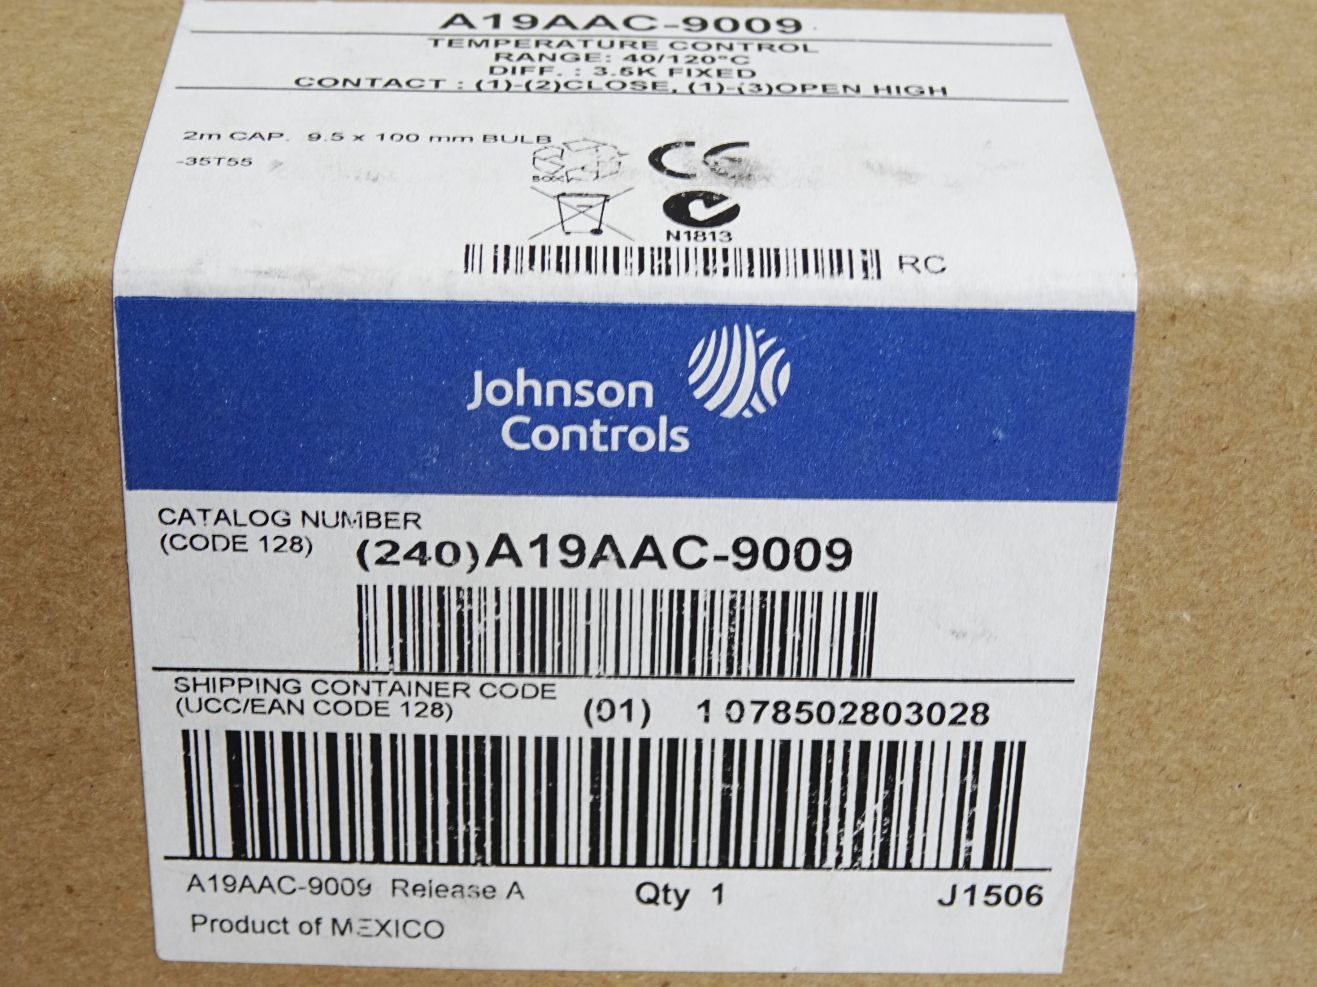 A19AAC-9009
TEMPERATURE CONTROL
RANGE: 40/120°C
DIFF. : 3.5K FIXED
CONTACT : (1)-(2)CLOSE, (1)-(3)OPEN HIGH
2m CAP. 9.5 x 100 mm BULB
-35T55
BOX
N1813
RC
Johnson
Controls
CATALOG NUMBER
(CODE 128)
(240)A19AAC-9009
SHIPPING CONTAINER CODE
(UCC/EAN CODE 128)
(01) 1 078502803028
A19AAC-9009 Release A Qty 1 J1506
Product of MEXICO